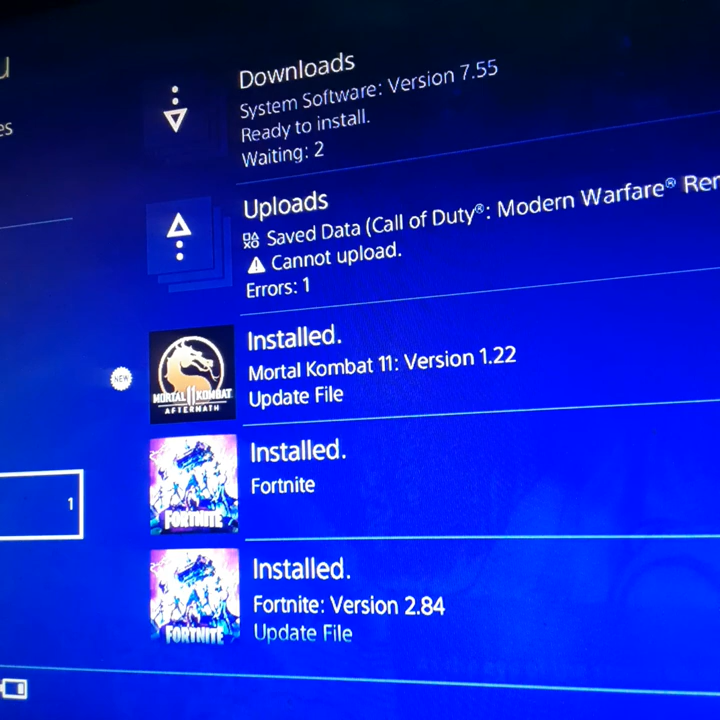 Downloads
System Software: Version 7.55
Ready to install.
Waiting: 2
Uploads
Saved Data (Call of Duty®: Modern Warfare® Rer
Cannot upload.
Errors: 1
Installed.
NEW
Mortal Kombat 11: Version 1.22
Update File
MORTAL 11 KOMBAT
AFTERMATH
Installed.
Fortnite
FORTNITE
1
Installed.
Fortnite: Version 2.84
Update File
FORTNITE